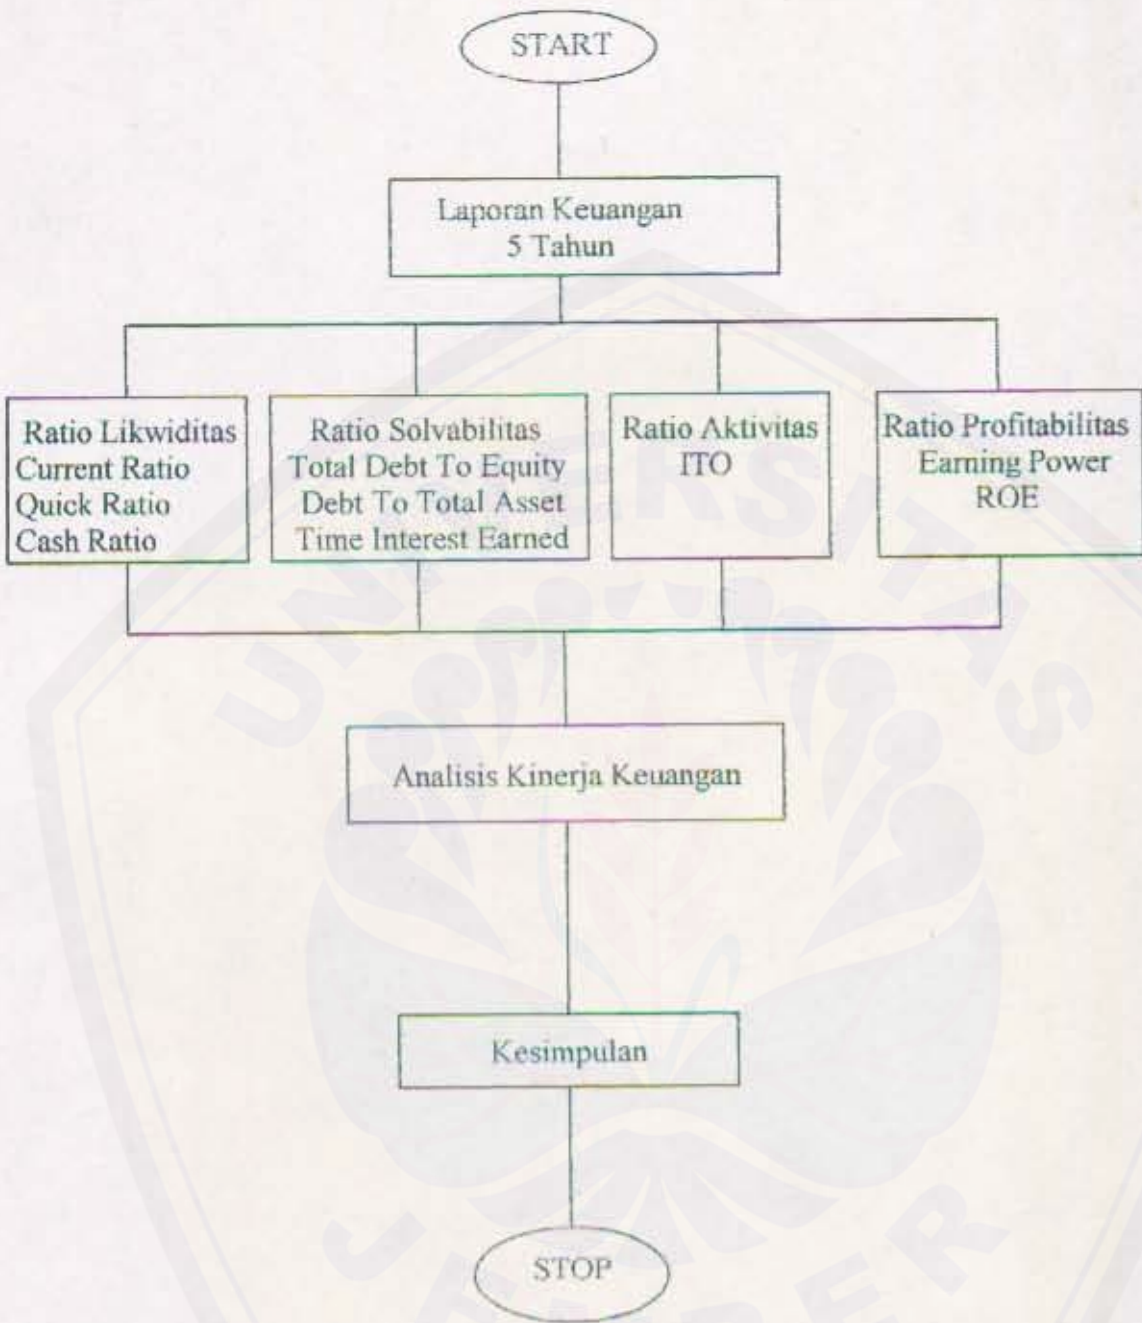 START
Laporan Keuangan
5 Tahun
Ratio Likwiditas
Current Ratio
Quick Ratio
Cash Ratio
Ratio Solvabilitas
Total Debt To Equity
Debt To Total Asset
Time Interest Earned
Ratio Aktivitas
ITO
Ratio Profitabilitas
Earning Power
ROE
Analisis Kinerja Keuangan
Kesimpulan
STOP
UNIVERSITAS
JEMBER